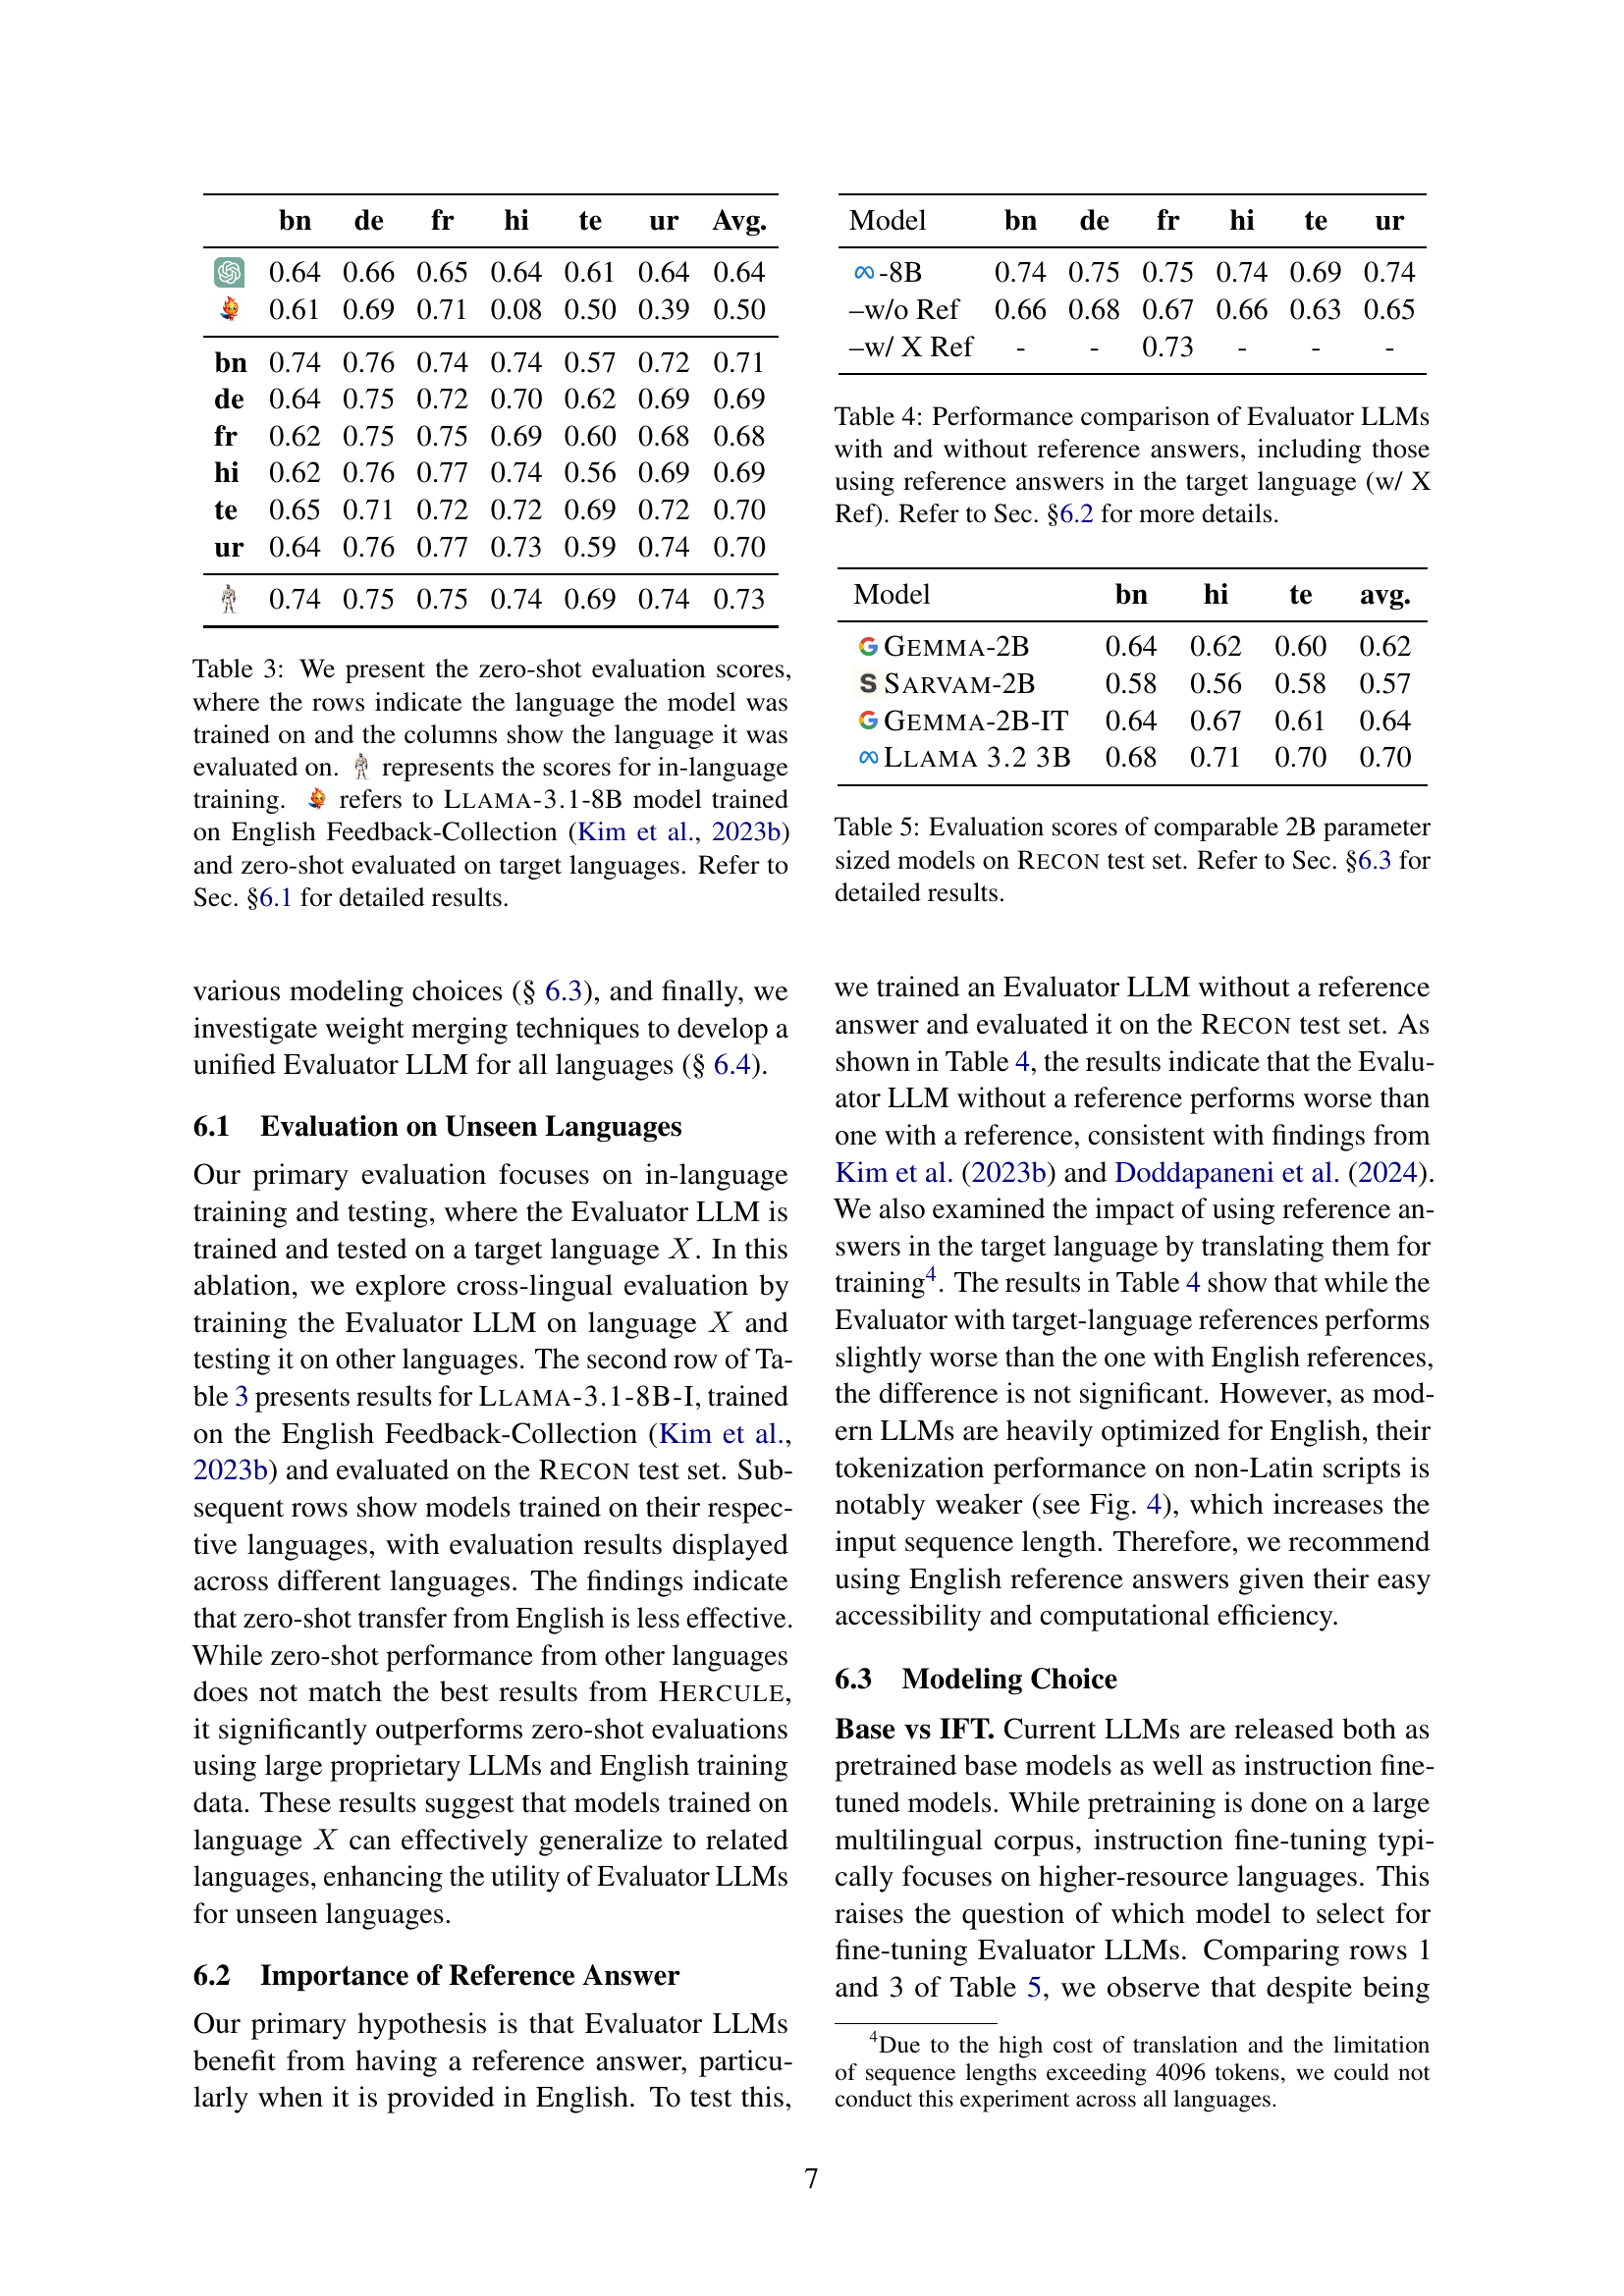 bn de fr hi te ur Avg.
0.64 0.66 0.65 0.64 0.61 0.64 0.64
0.61 0.69 0.71 0.08 0.50 0.39 0.50
bn 0.74 0.76 0.74 0.74 0.57 0.72 0.71
de 0.64 0.75 0.72 0.70 0.62 0.69 0.69
fr 0.62 0.75 0.75 0.69 0.60 0.68 0.68
hi 0.62 0.76 0.77 0.74 0.56 0.69 0.69
te 0.65 0.71 0.72 0.72 0.69 0.72 0.70
ur 0.64 0.76 0.77 0.73 0.59 0.74 0.70
0.74 0.75 0.75 0.74 0.69 0.74 0.73
Table 3: We present the zero-shot evaluation scores,
where the rows indicate the language the model was
trained on and the columns show the language it was
evaluated on. represents the scores for in-language
training. refers to LLAMA-3.1-8B model trained
on English Feedback-Collection (Kim et al., 2023b)
and zero-shot evaluated on target languages. Refer to
Sec. §6.1 for detailed results.
various modeling choices (§ 6.3), and finally, we
investigate weight merging techniques to develop a
unified Evaluator LLM for all languages (§ 6.4).
6.1 Evaluation on Unseen Languages
Our primary evaluation focuses on in-language
training and testing, where the Evaluator LLM is
trained and tested on a target language X. In this
ablation, we explore cross-lingual evaluation by
training the Evaluator LLM on language X and
testing it on other languages. The second row of Ta-
ble 3 presents results for LLAMA-3.1-8B-I, trained
on the English Feedback-Collection (Kim et al.,
2023b) and evaluated on the RECON test set. Sub-
sequent rows show models trained on their respec-
tive languages, with evaluation results displayed
across different languages. The findings indicate
that zero-shot transfer from English is less effective.
While zero-shot performance from other languages
does not match the best results from HERCULE,
it significantly outperforms zero-shot evaluations
using large proprietary LLMs and English training
data. These results suggest that models trained on
language X can effectively generalize to related
languages, enhancing the utility of Evaluator LLMs
for unseen languages.
6.2 Importance of Reference Answer
Our primary hypothesis is that Evaluator LLMs
benefit from having a reference answer, particu-
larly when it is provided in English. To test this,
Model bn de fr hi te ur
-8B 0.74 0.75 0.75 0.74 0.69 0.74
–w/o Ref 0.66 0.68 0.67 0.66 0.63 0.65
–w/ X Ref - - 0.73 - - -
Table 4: Performance comparison of Evaluator LLMs
with and without reference answers, including those
using reference answers in the target language (w/ X
Ref). Refer to Sec. §6.2 for more details.
Model bn hi te avg.
GEMMA-2B 0.64 0.62 0.60 0.62
SARVAM-2B 0.58 0.56 0.58 0.57
GEMMA-2B-IT 0.64 0.67 0.61 0.64
LLAMA 3.2 3B 0.68 0.71 0.70 0.70
Table 5: Evaluation scores of comparable 2B parameter
sized models on RECON test set. Refer to Sec. §6.3 for
detailed results.
we trained an Evaluator LLM without a reference
answer and evaluated it on the RECON test set. As
shown in Table 4, the results indicate that the Evalu-
ator LLM without a reference performs worse than
one with a reference, consistent with findings from
Kim et al. (2023b) and Doddapaneni et al. (2024).
We also examined the impact of using reference an-
swers in the target language by translating them for
training4. The results in Table 4 show that while the
Evaluator with target-language references performs
slightly worse than the one with English references,
the difference is not significant. However, as mod-
ern LLMs are heavily optimized for English, their
tokenization performance on non-Latin scripts is
notably weaker (see Fig. 4), which increases the
input sequence length. Therefore, we recommend
using English reference answers given their easy
accessibility and computational efficiency.
6.3 Modeling Choice
Base vs IFT. Current LLMs are released both as
pretrained base models as well as instruction fine-
tuned models. While pretraining is done on a large
multilingual corpus, instruction fine-tuning typi-
cally focuses on higher-resource languages. This
raises the question of which model to select for
fine-tuning Evaluator LLMs. Comparing rows 1
and 3 of Table 5, we observe that despite being
4Due to the high cost of translation and the limitation
of sequence lengths exceeding 4096 tokens, we could not
conduct this experiment across all languages.
7